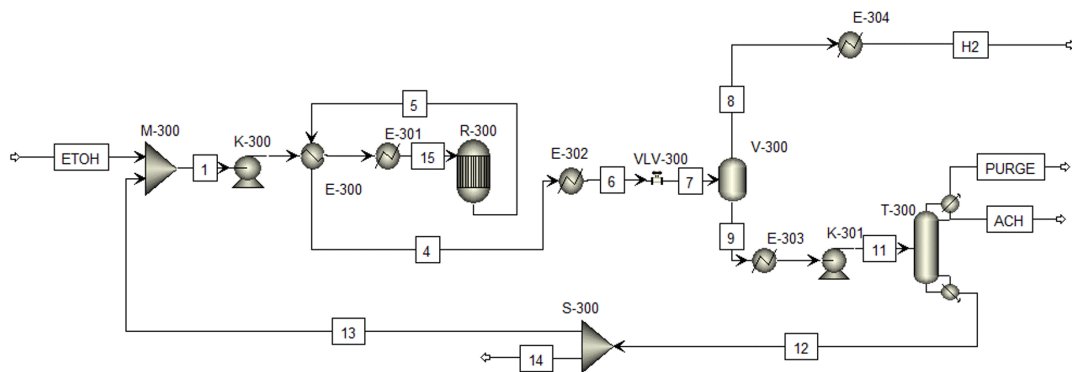 E-304
H2
8
5
M-300
K-300
E-301
15
R-300
ETOH
1
E-300
E-302
VLV-300
V-300
6
7
PURGE
T-300
ACH
4
9
E-303
K-301
11
S-300
13
14
12